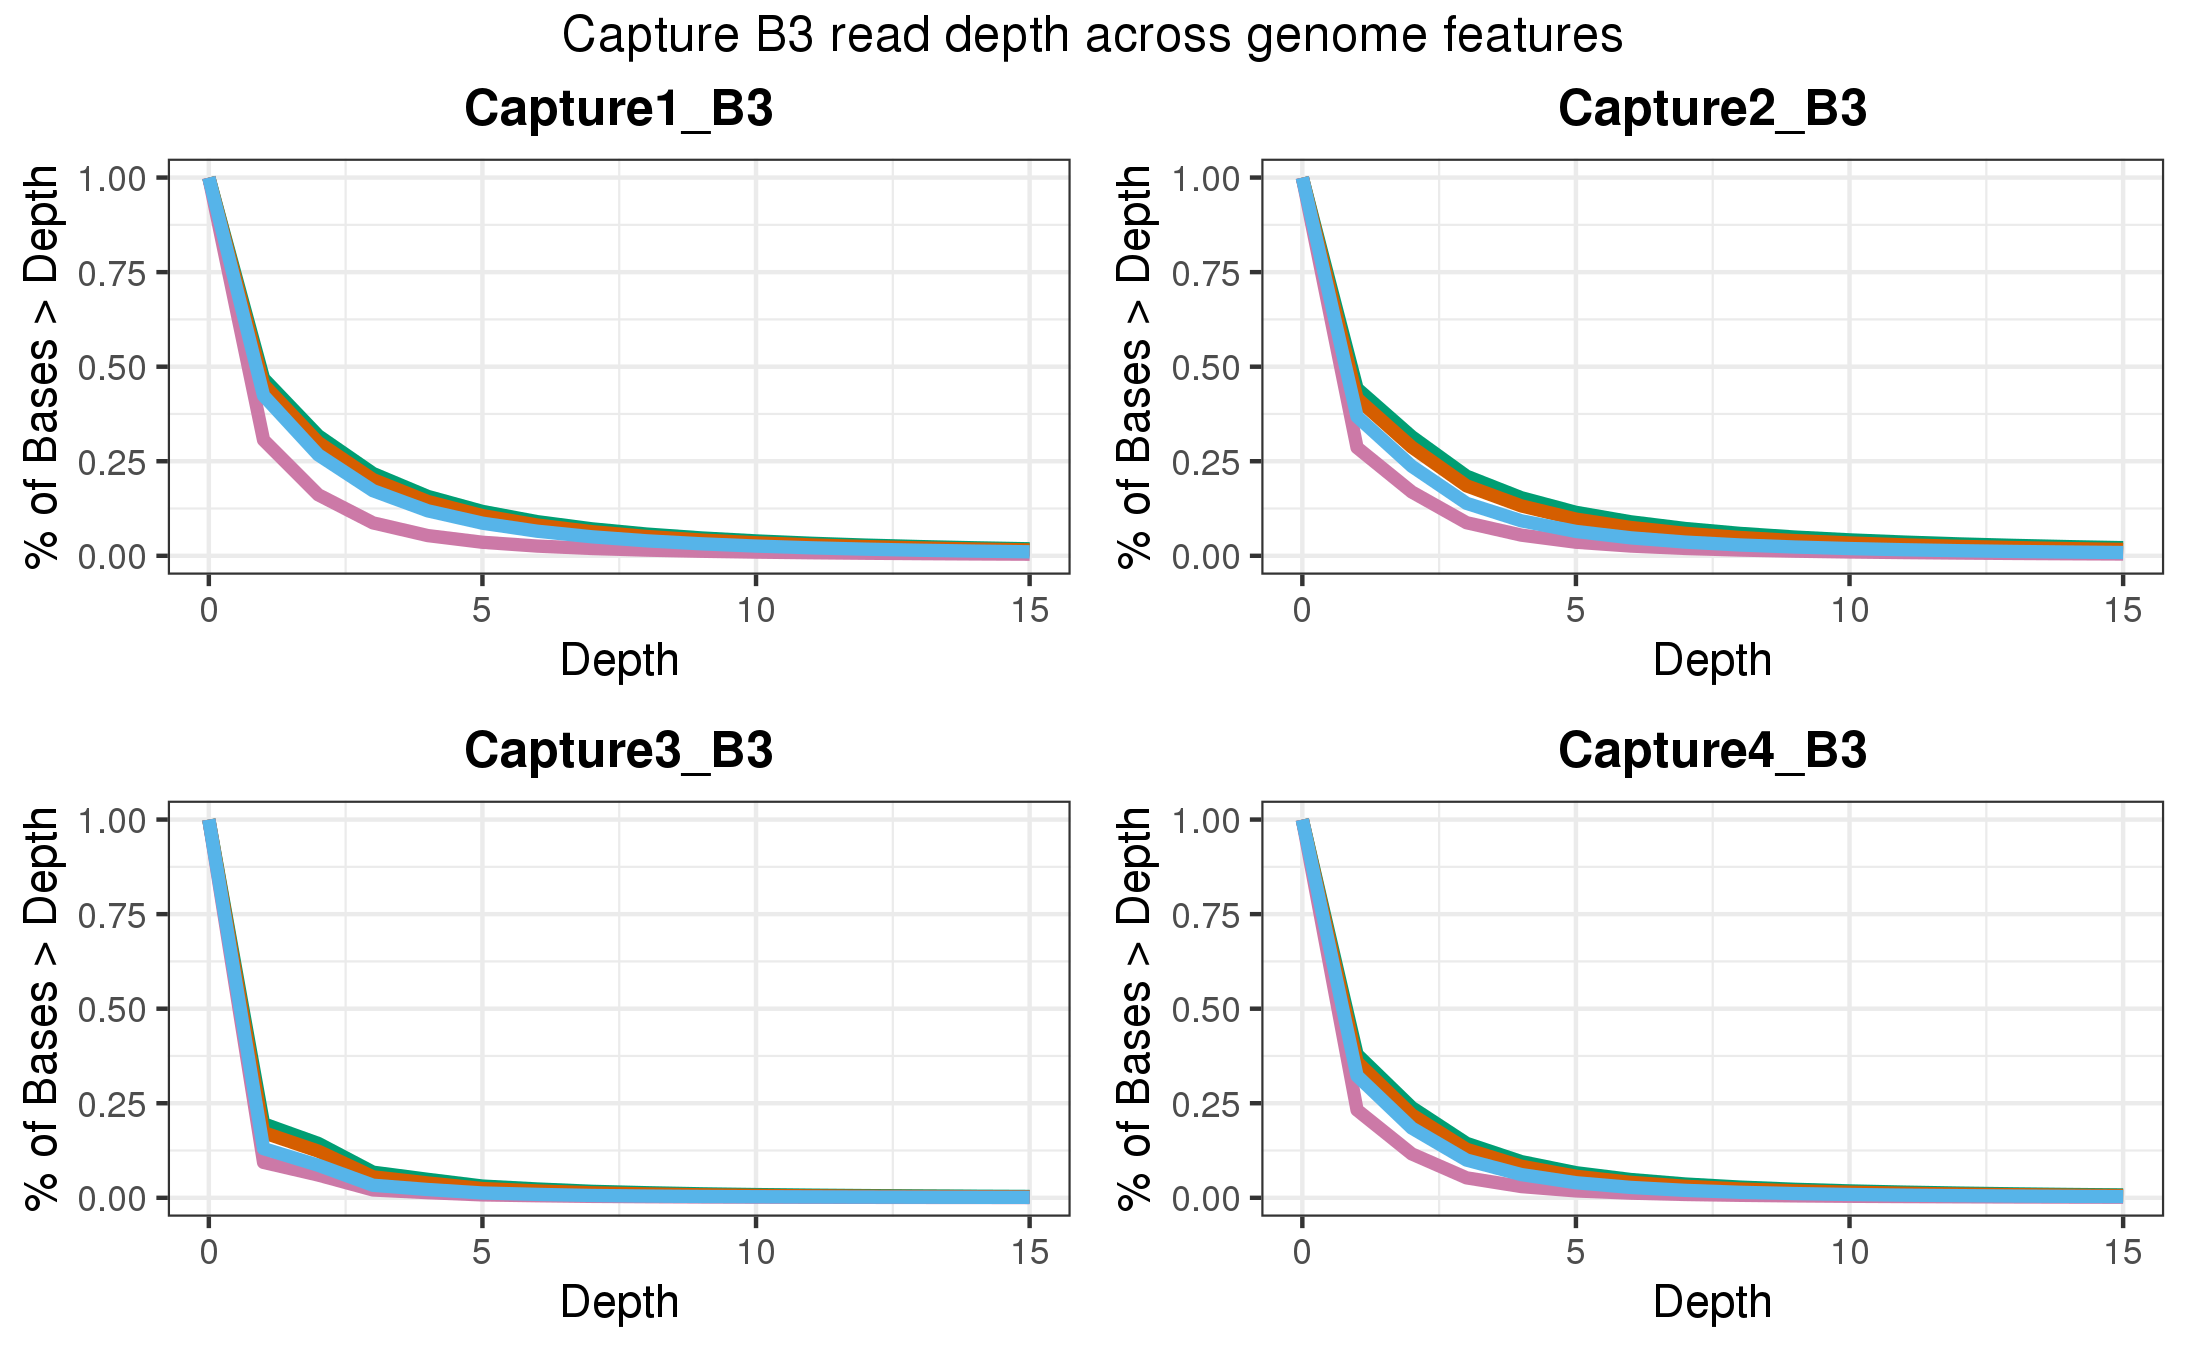 Capture B3 read depth across genome features
Capture1_B3
% of Bases > Depth
1.00
0.75
0.50
0.25
0.00
0 5 10 15
Depth
Capture2_B3
% of Bases > Depth
1.00
0.75
0.50
0.25
0.00
0 5 10 15
Depth
Capture3_B3
% of Bases > Depth
1.00
0.75
0.50
0.25
0.00
0 5 10 15
Depth
Capture4_B3
% of Bases > Depth
1.00
0.75
0.50
0.25
0.00
0 5 10 15
Depth